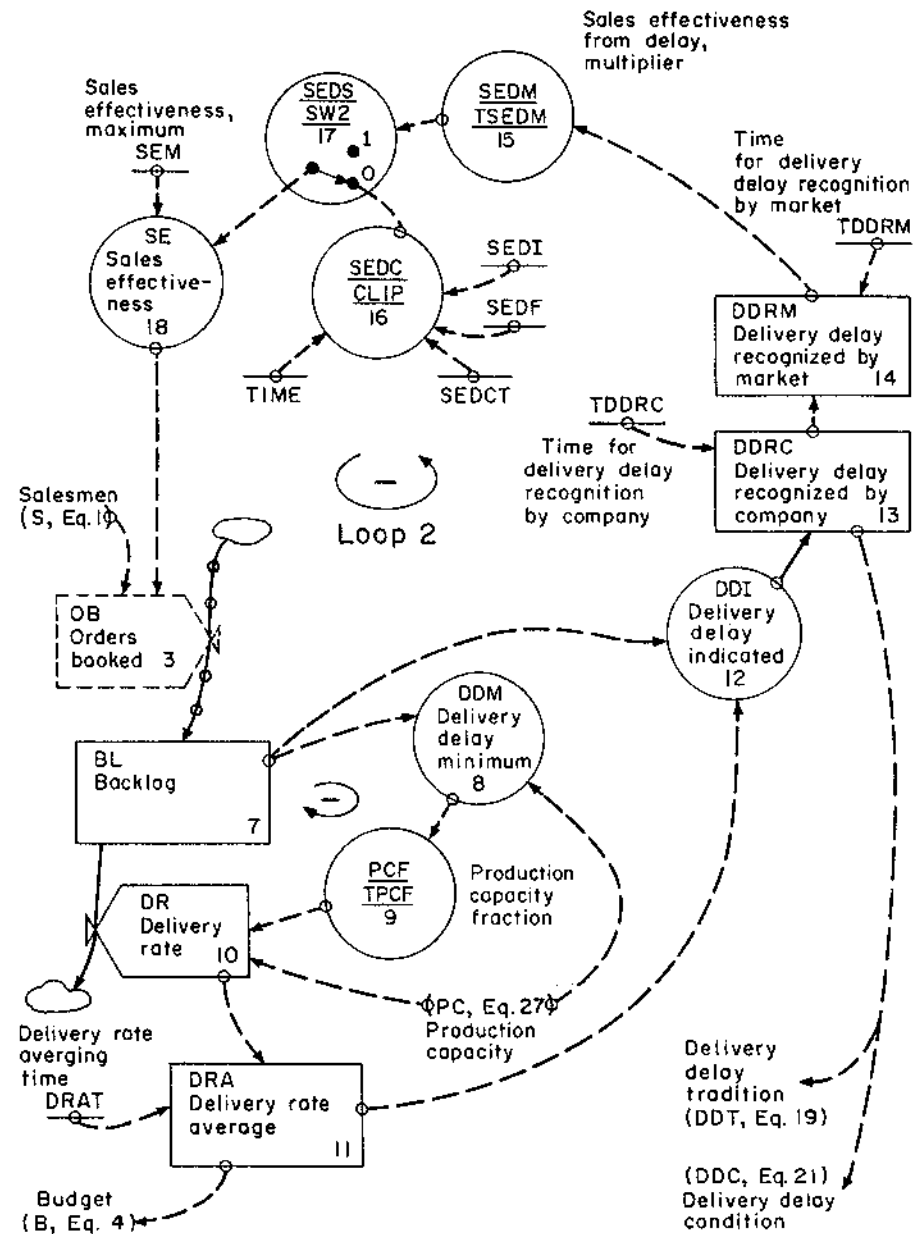 Sales effectiveness
from delay,
multiplier
Sales
effectiveness,
maximum
SEM
SEDS
SW2
17
1
0
SEDM
TSEDM
15
Time
for delivery
delay recognition
by market
TDDRM
SE
Sales
effective-
ness
18
SEDC
CLIP
16
SEDI
SEDF
TIME
SEDCT
DDRM
Delivery delay
recognized by
market
14
TDDRC
Time for
delivery delay
recognition
by company
DDRC
Delivery delay
recognized by
company
13
Salesmen
(S, Eq. 1)
–
Loop 2
OB
Orders
booked 3
DDI
Delivery
delay
indicated
12
DDM
Delivery
delay
minimum
8
BL
Backlog
7
–
PCF
TPCF
9
Production
capacity
fraction
DR
Delivery
rate
10
(PC, Eq. 27)
Production
capacity
Delivery rate
averging
time
DRAT
DRA
Delivery rate
average
11
Delivery
delay
tradition
(DDT, Eq. 19)
(DDC, Eq. 21)
Delivery delay
condition
Budget
(B, Eq. 4)